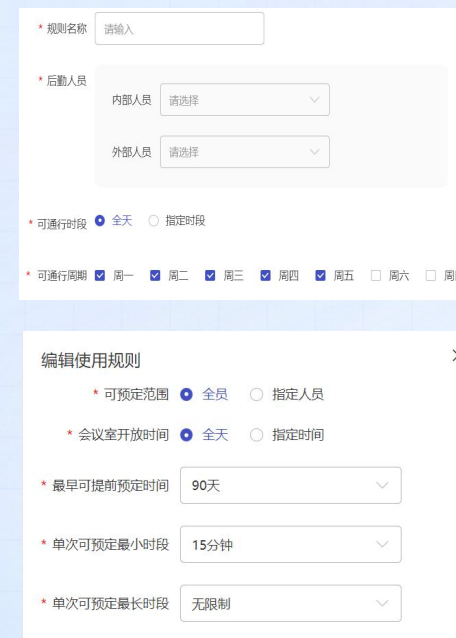 * 规则名称 请输入
* 后勤人员
内部人员 请选择
外部人员 请选择
* 可通行时段 全天 指定时段
* 可通行周期 周一 周二 周三 周四 周五 周六 周
编辑使用规则
* 可预定范围 全员 指定人员
* 会议室开放时间 全天 指定时间
* 最早可提前预定时间 90天
* 单次可预定最小时段 15分钟
* 单次可预定最长时段 无限制